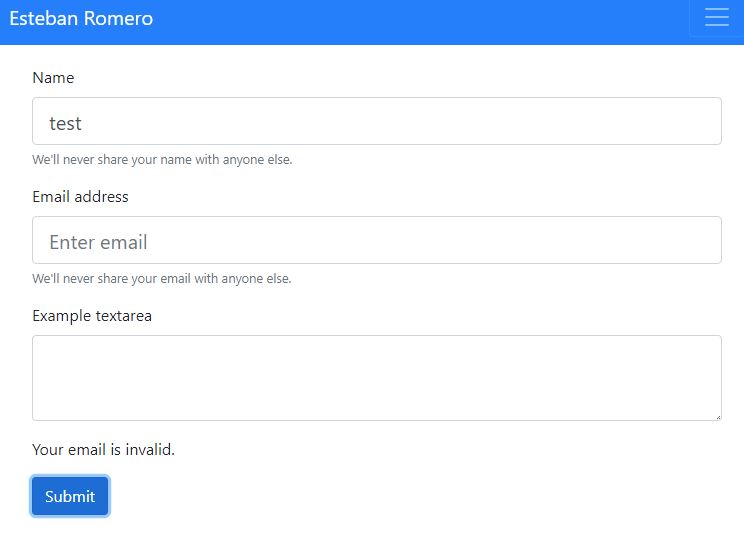 Esteban Romero
Name
test
We'll never share your name with anyone else.
Email address
Enter email
We'll never share your email with anyone else.
Example textarea
Your email is invalid.
Submit